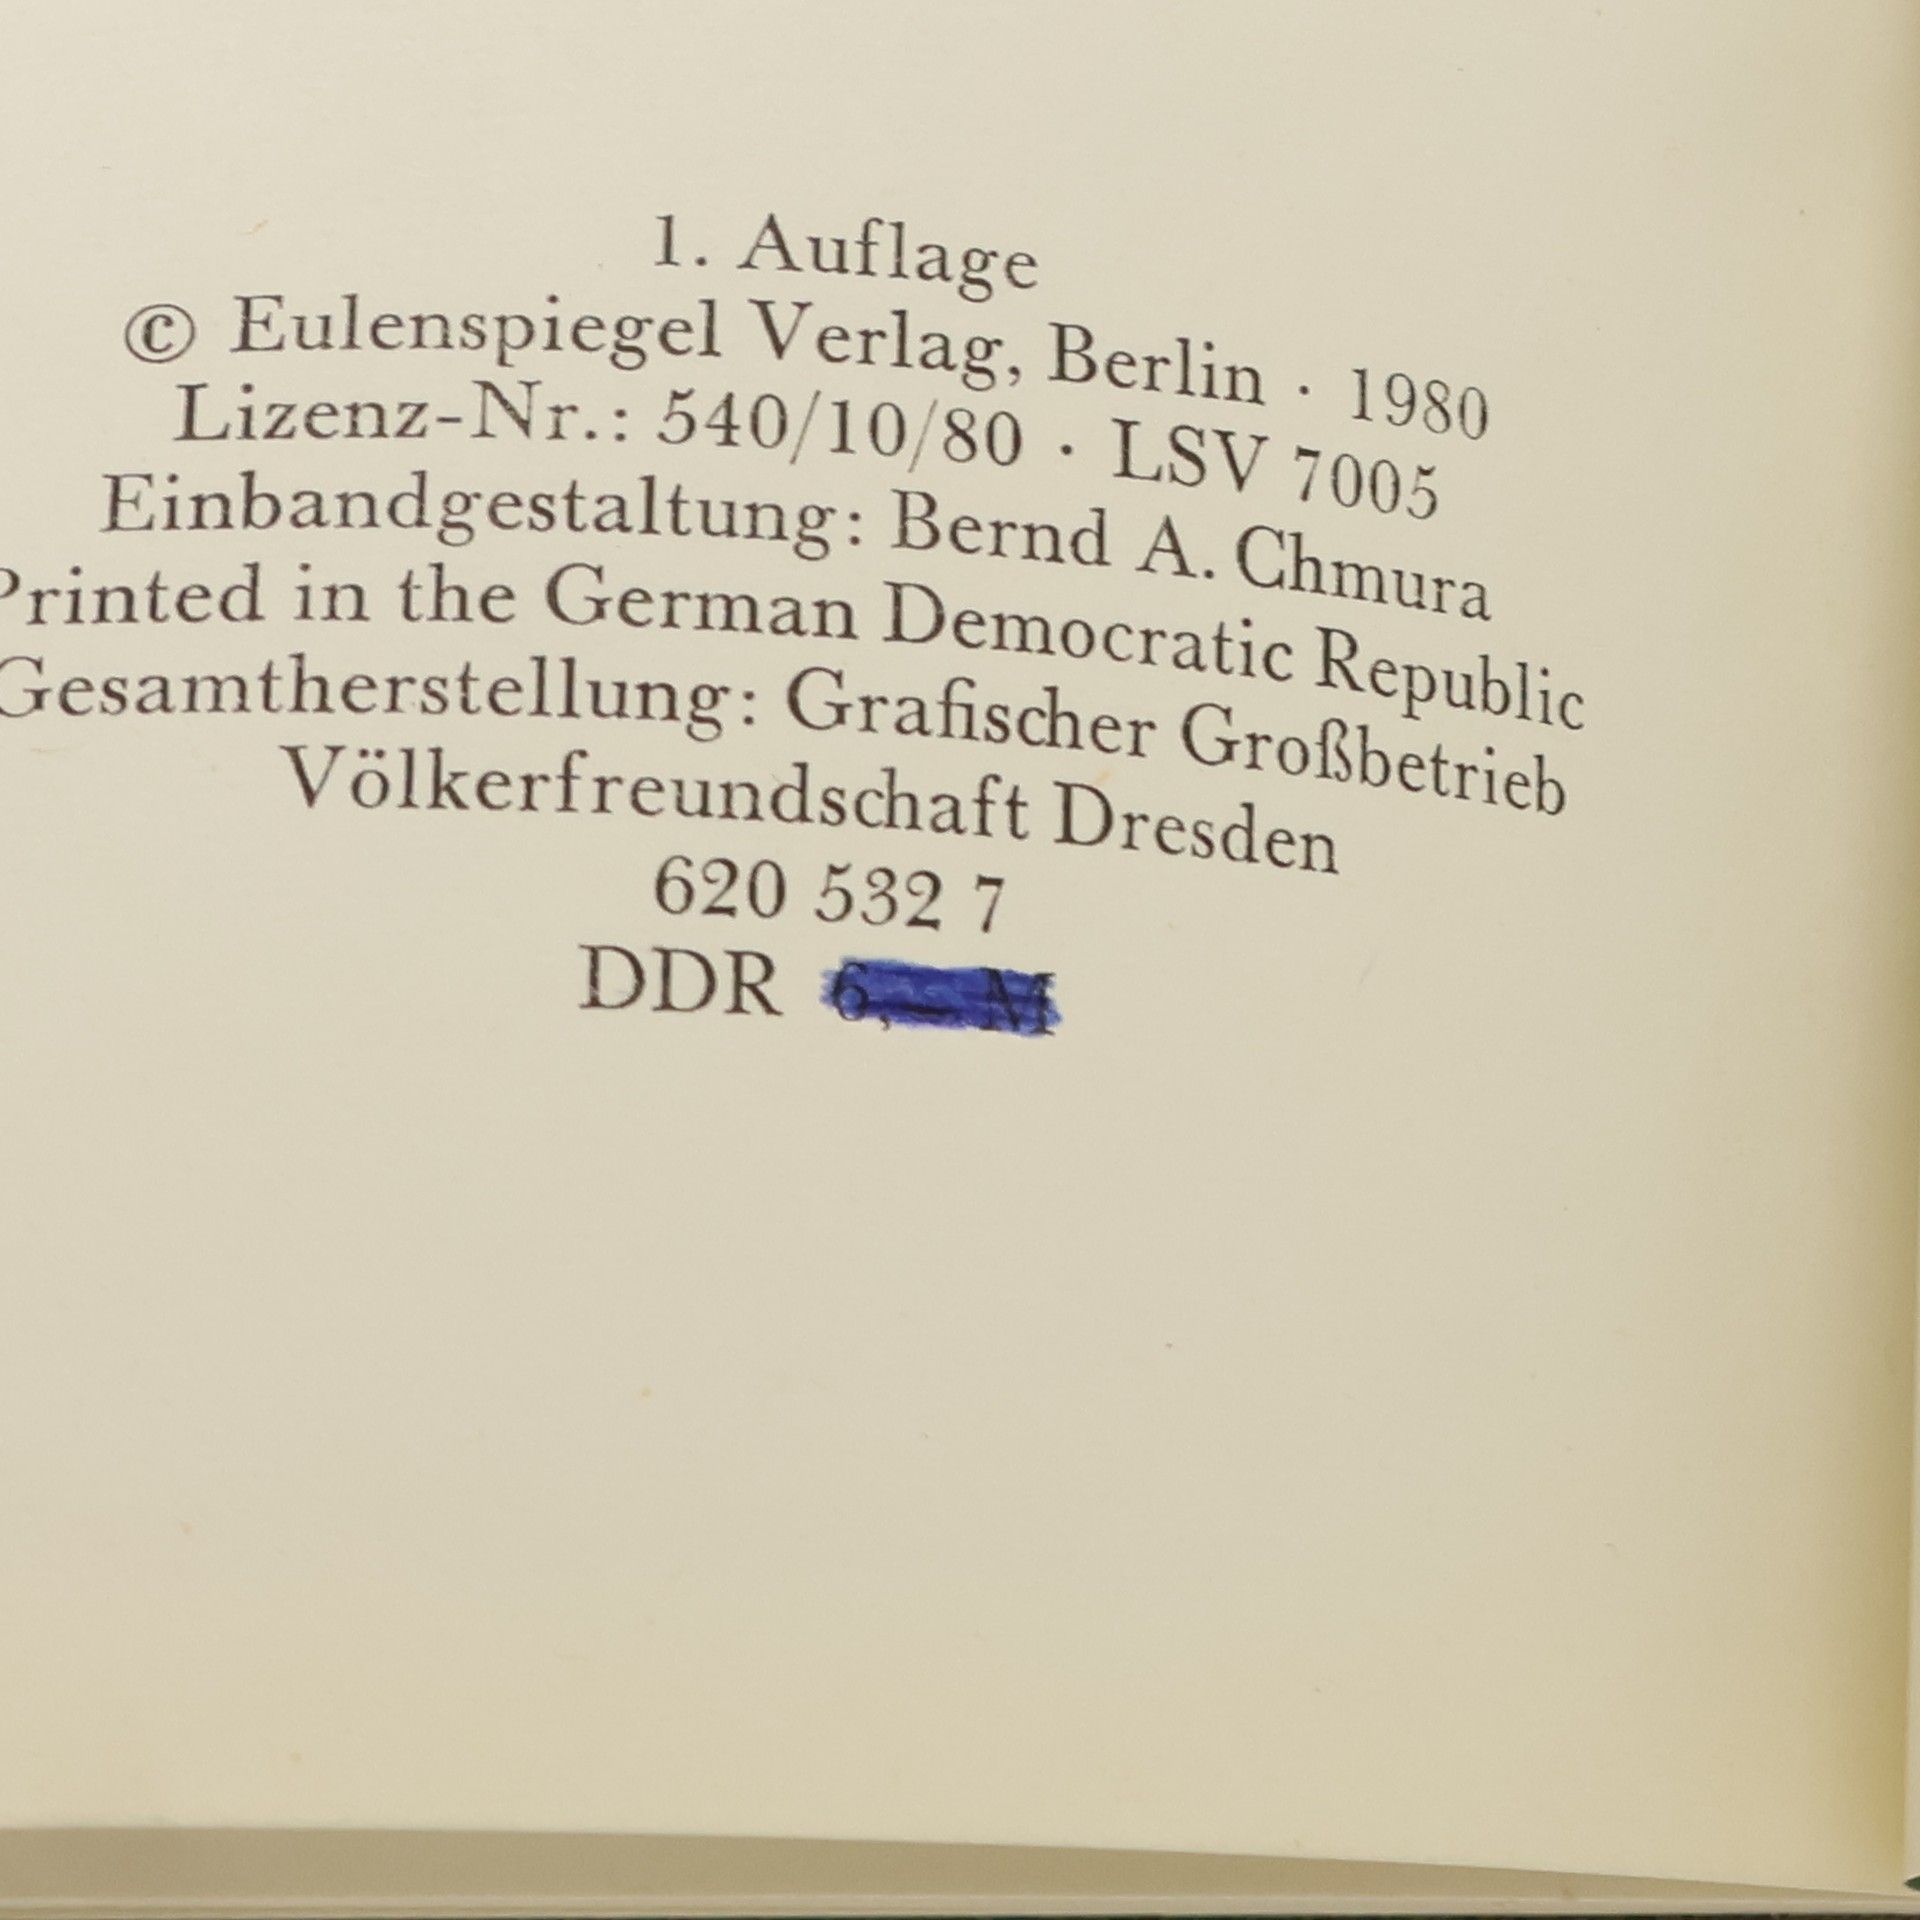 1. Auflage
© Eulenspiegel Verlag, Berlin · 1980
Lizenz-Nr.: 540/10/80 · LSV 7005
Einbandgestaltung: Bernd A. Chmura
Printed in the German Democratic Republic
Gesamtherstellung: Grafischer Großbetrieb
Völkerfreundschaft Dresden
620 532 7
DDR 6,– M